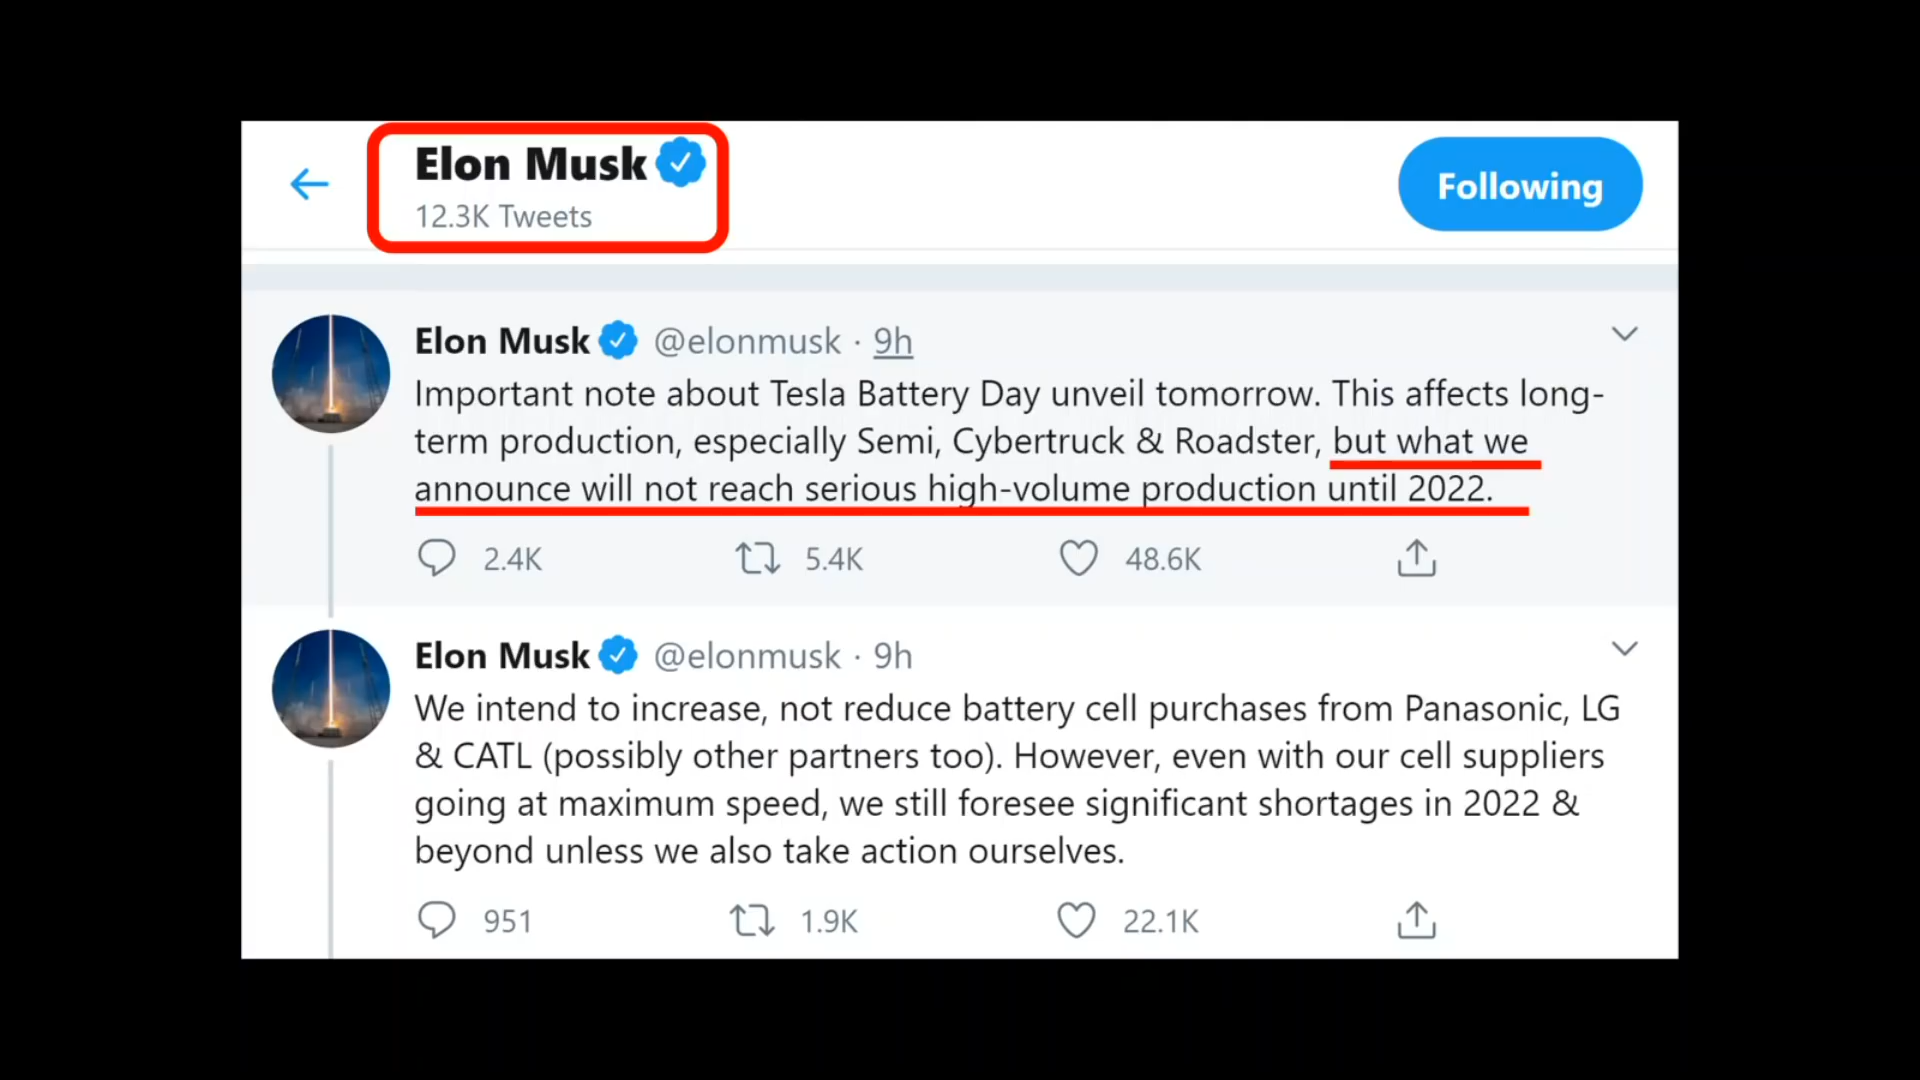 Elon Musk
12.3K Tweets
Following
Elon Musk @elonmusk · 9h
Important note about Tesla Battery Day unveil tomorrow. This affects long-
term production, especially Semi, Cybertruck & Roadster, but what we
announce will not reach serious high-volume production until 2022.
2.4K 5.4K 48.6K
Elon Musk @elonmusk · 9h
We intend to increase, not reduce battery cell purchases from Panasonic, LG
& CATL (possibly other partners too). However, even with our cell suppliers
going at maximum speed, we still foresee significant shortages in 2022 &
beyond unless we also take action ourselves.
951 1.9K 22.1K